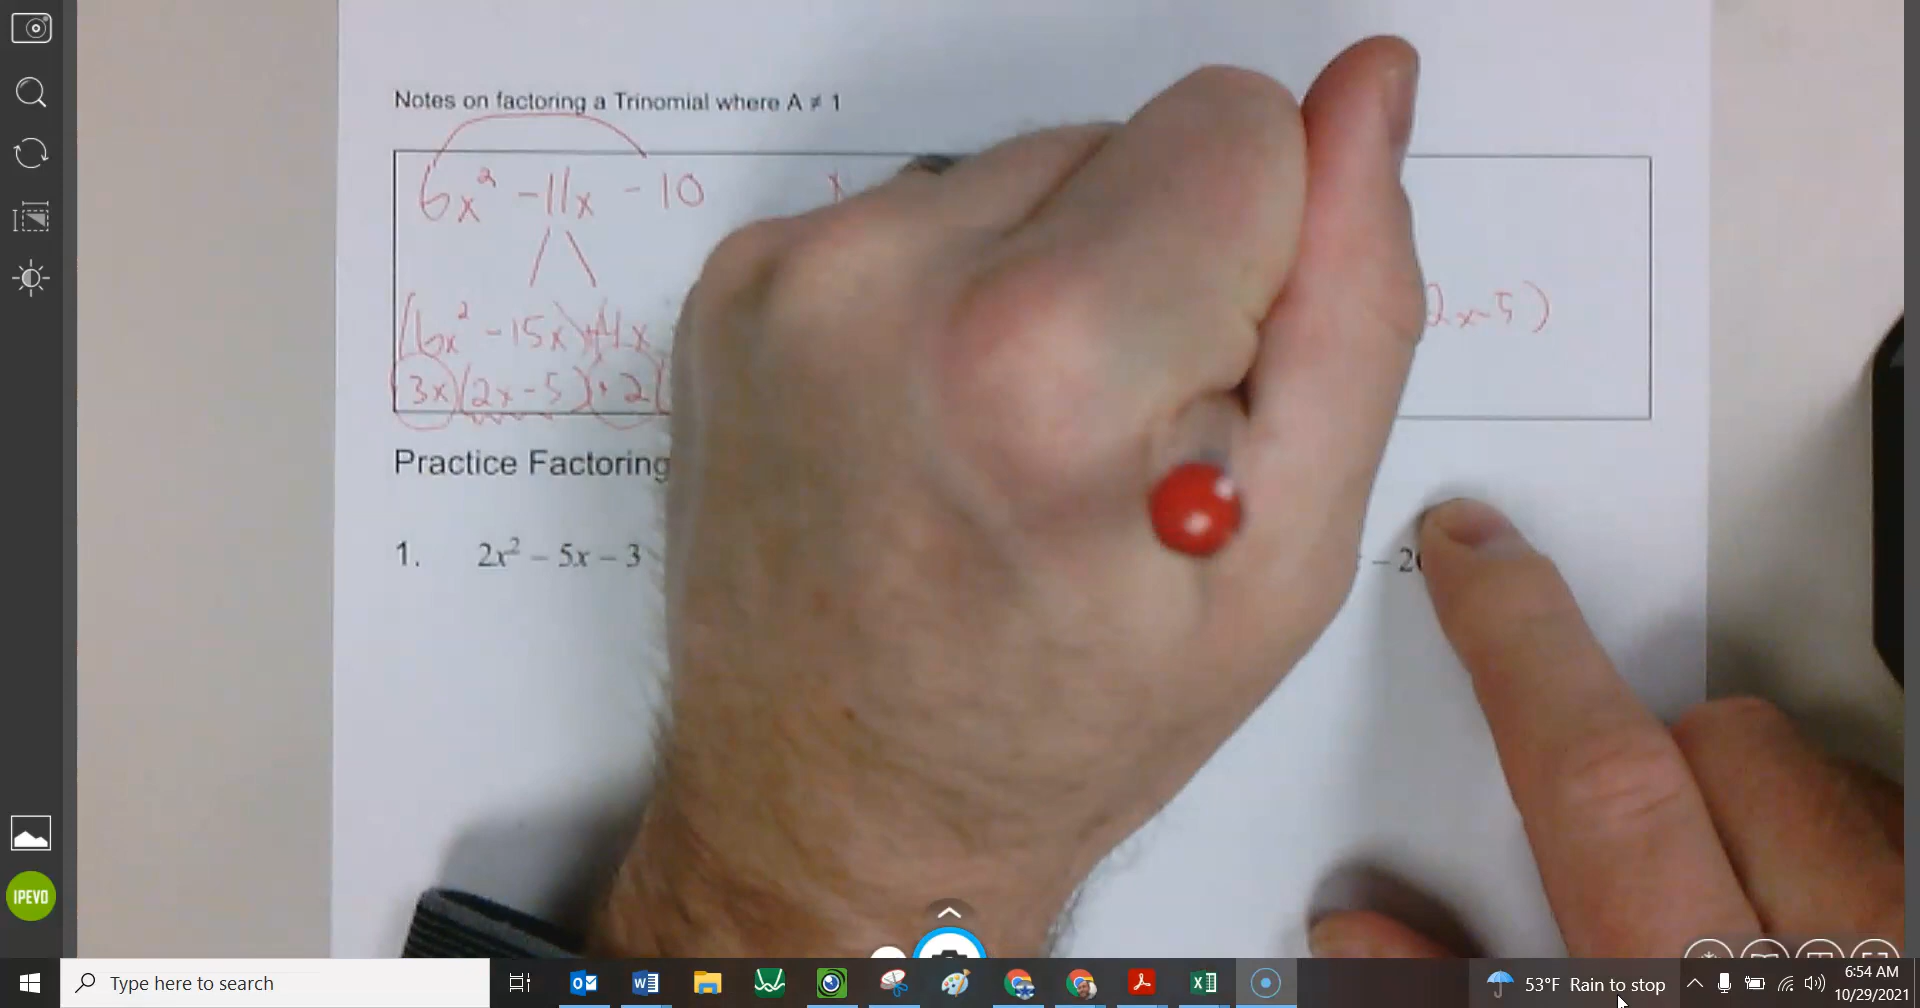 Notes on factoring a Trinomial where A ≠ 1
6x² -11x - 10
(6x² -15x)+(4x
2x-5)
3x(2x-5)+2(
Practice Factoring
1. 2x² – 5x – 3
– 2
IPEVO
Type here to search
53°F Rain to stop
6:54 AM
10/29/2021